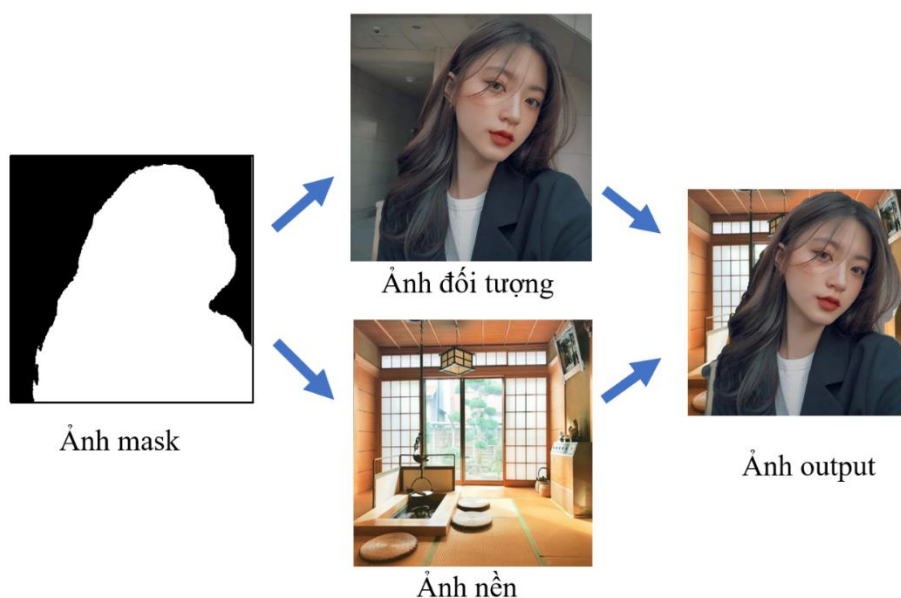 Ảnh đối tượng
Ảnh mask
Ảnh output
Ảnh nền